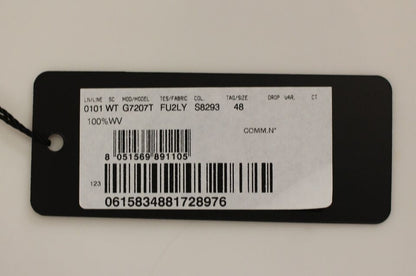 LN/LINE SC MOD/MODEL TES/FABRIC COL. TAG/SIZE DROP VAR. CT
0101 WT G7207T FU2LY S8293 48
100%WV
COMM.N°
8 051569 891105
123
0615834881728976